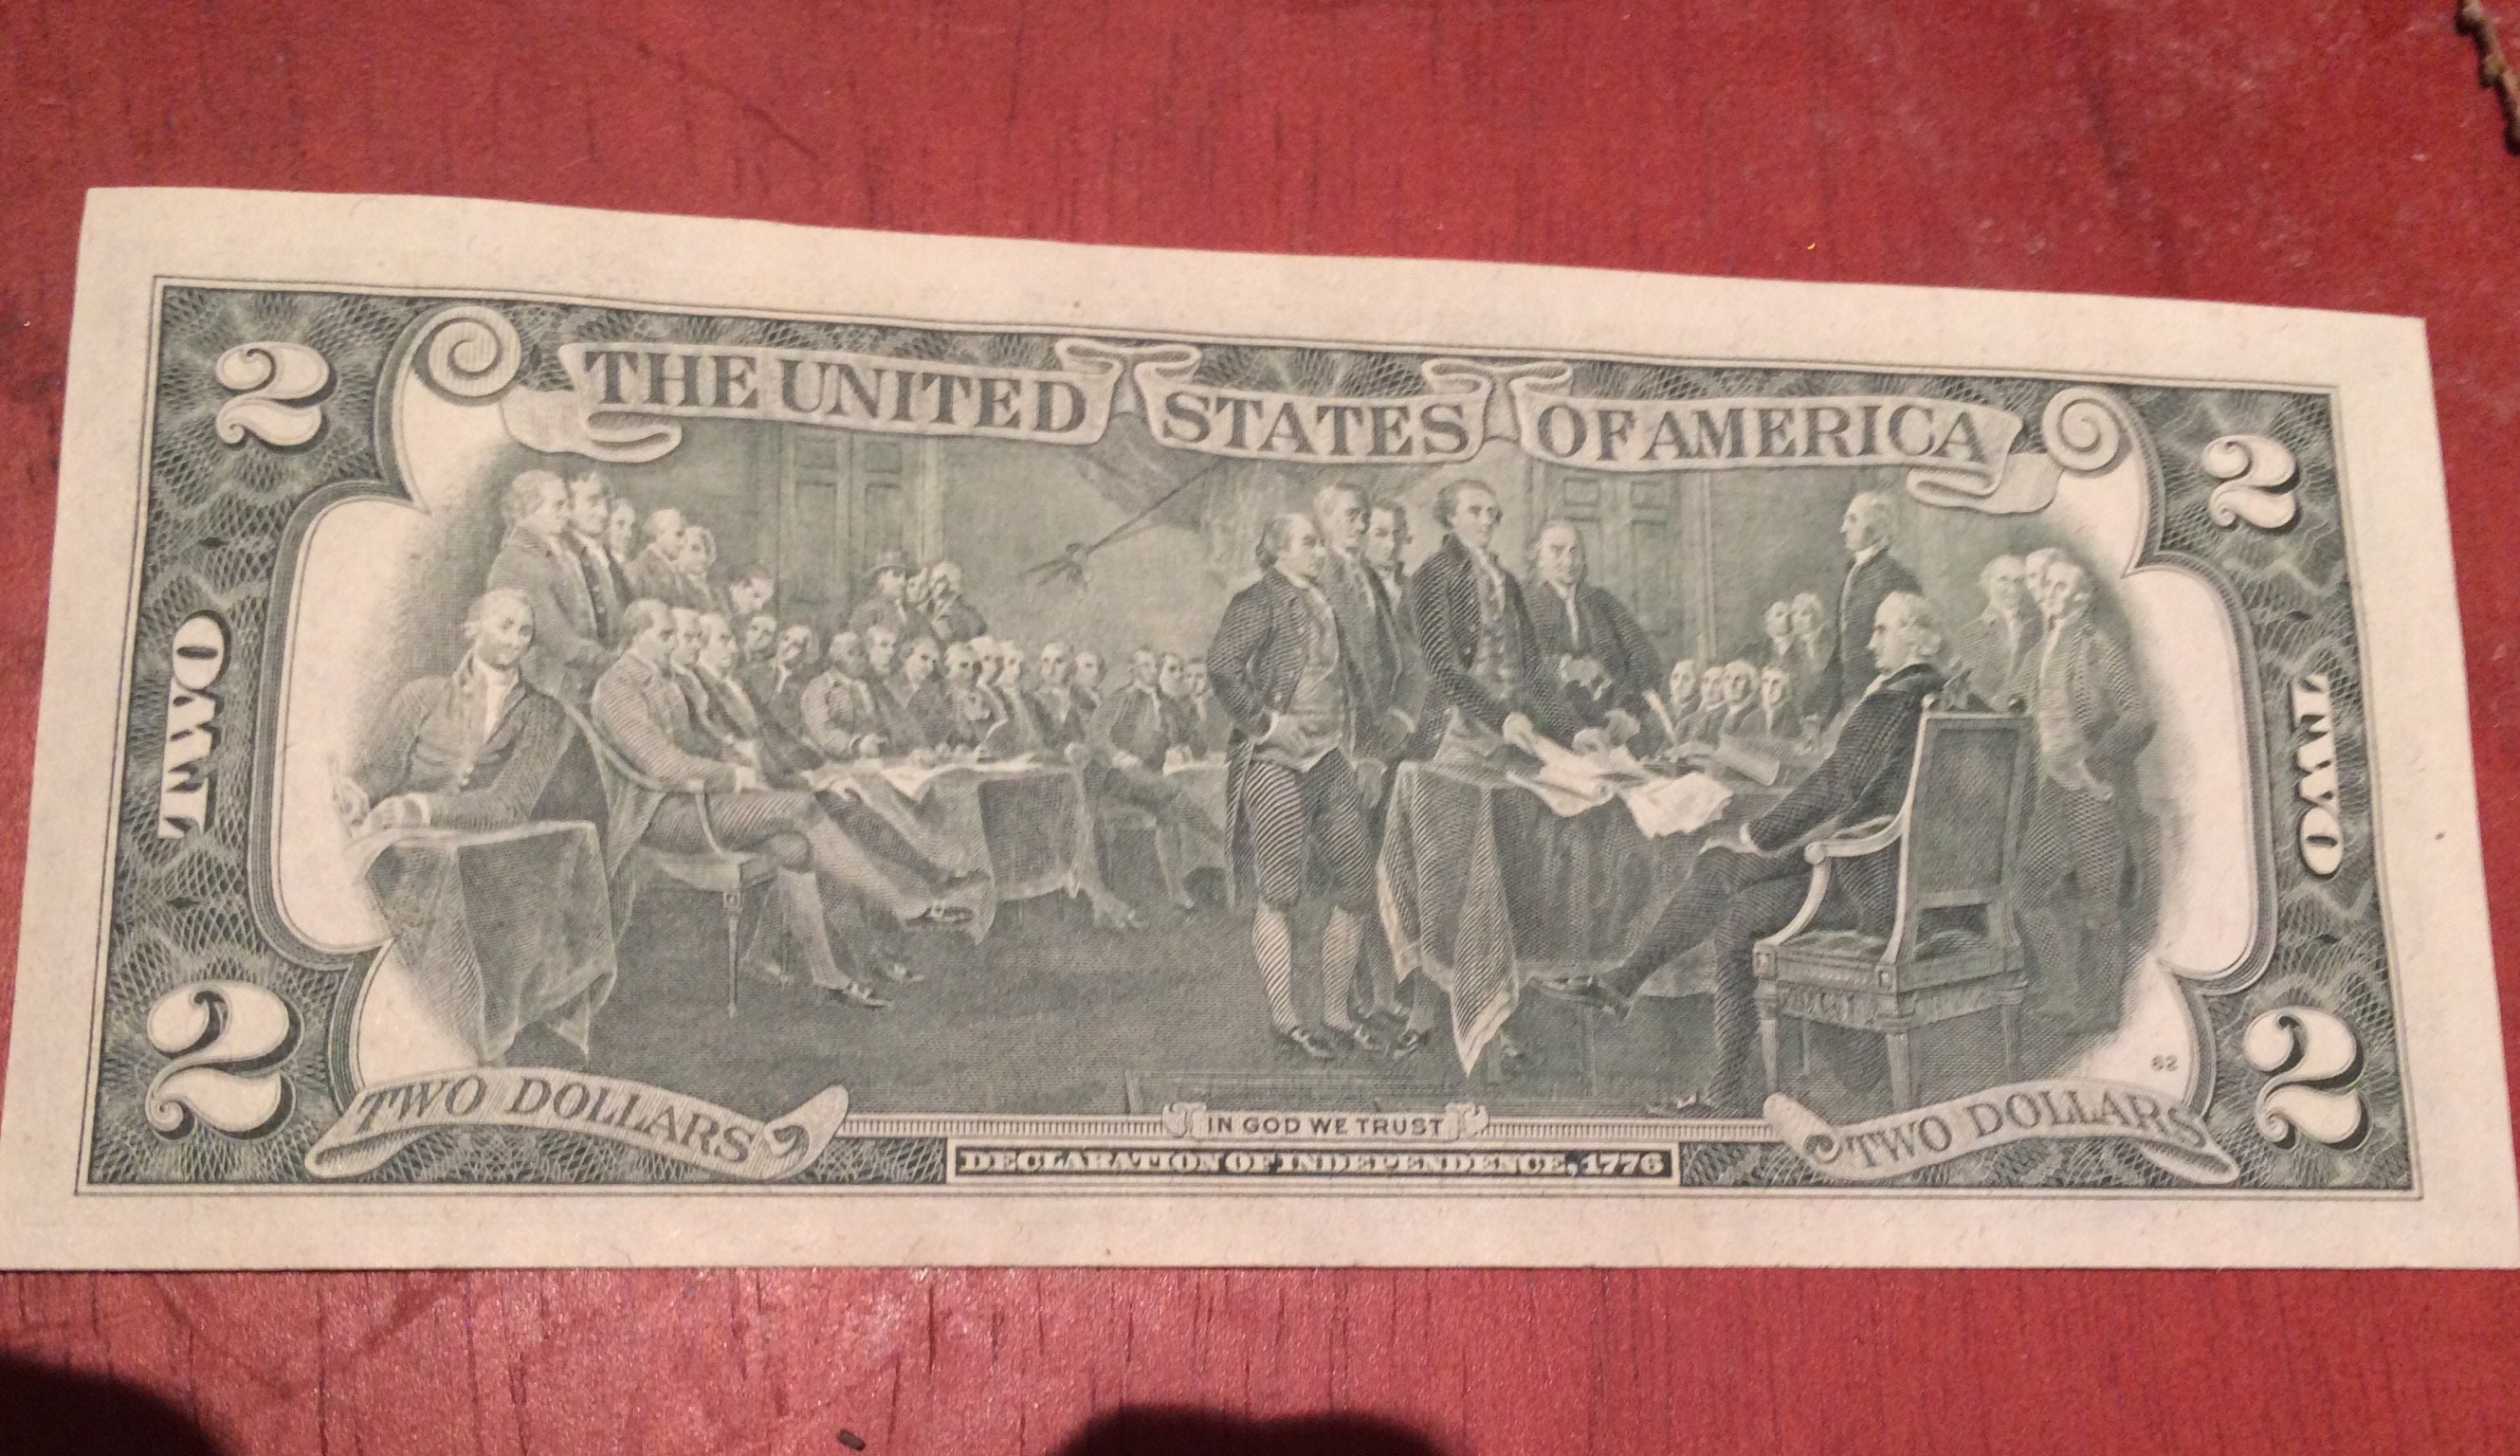 2
THE UNITED STATES OF AMERICA
2
TWO
TWO
2
62
2
TWO DOLLARS
IN GOD WE TRUST
TWO DOLLARS
DECLARATION OF INDEPENDENCE, 1776